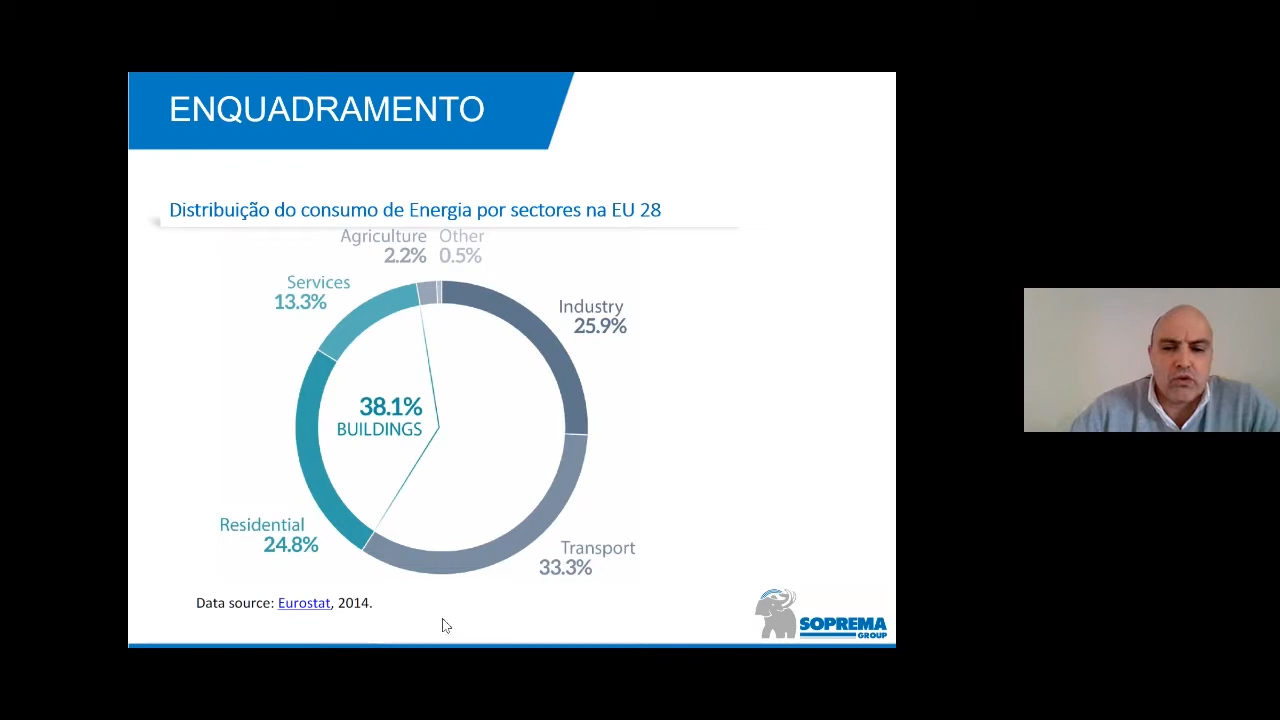 ENQUADRAMENTO
Distribuição do consumo de Energia por sectores na EU 28
Agriculture
2.2%
Other
0.5%
Services
13.3%
Industry
25.9%
38.1%
BUILDINGS
Residential
24.8%
Transport
33.3%
Data source: Eurostat, 2014.
SOPREMA
GROUP